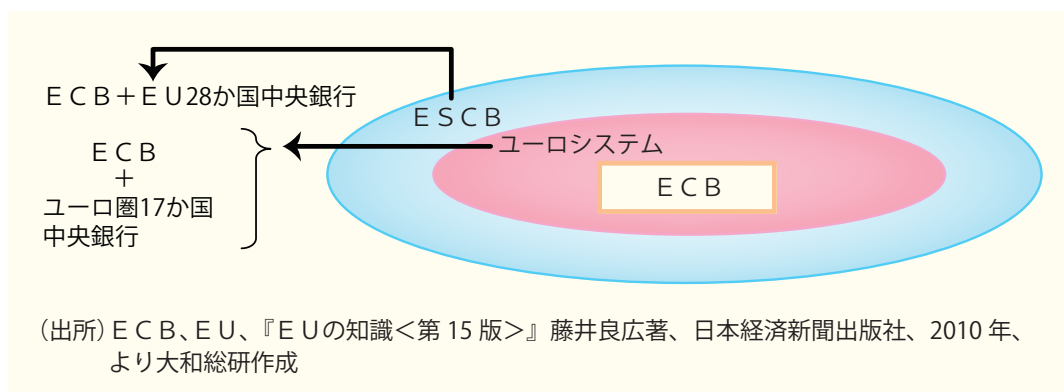 ＥＣＢ＋ＥＵ28か国中央銀行
ＥＳＣＢ
ユーロシステム
ＥＣＢ
ＥＣＢ
＋
ユーロ圏17か国
中央銀行
（出所）ＥＣＢ、ＥＵ、『ＥＵの知識＜第 15 版＞』藤井良広著、日本経済新聞出版社、2010 年、
より大和総研作成